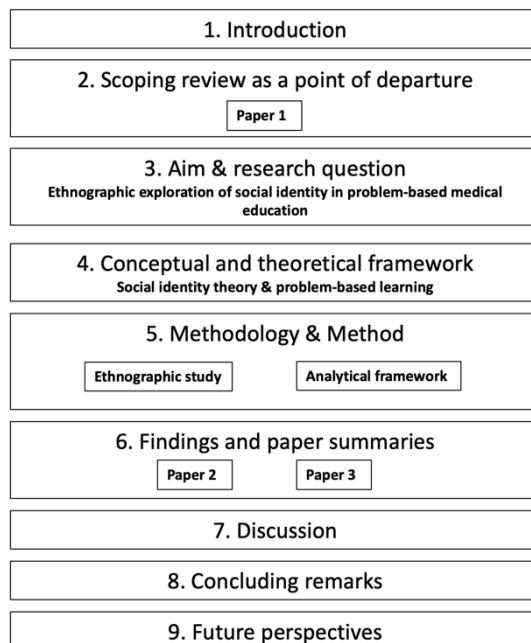 1. Introduction
2. Scoping review as a point of departure
Paper 1
3. Aim & research question
Ethnographic exploration of social identity in problem-based medical
education
4. Conceptual and theoretical framework
Social identity theory & problem-based learning
5. Methodology & Method
Ethnographic study
Analytical framework
6. Findings and paper summaries
Paper 2
Paper 3
7. Discussion
8. Concluding remarks
9. Future perspectives